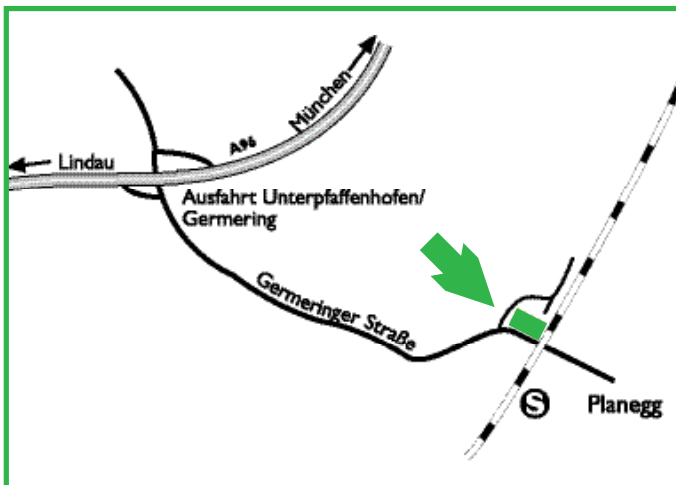 München
A96
Lindau
Ausfahrt Unterpfaffenhofen/
Germering
Germeringer Straße
S
Planegg